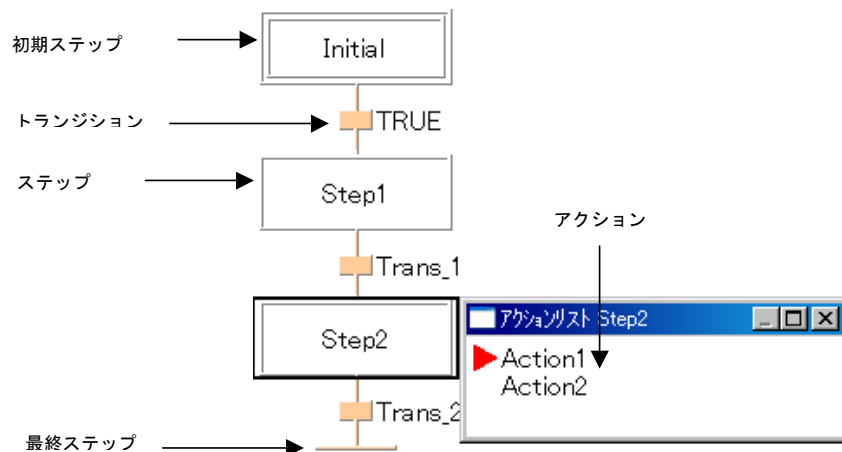 初期ステップ
Initial
トランジション
TRUE
ステップ
Step1
アクション
Trans_1
アクションリスト Step2
Step2
Action1
Action2
Trans_2
最終ステップ